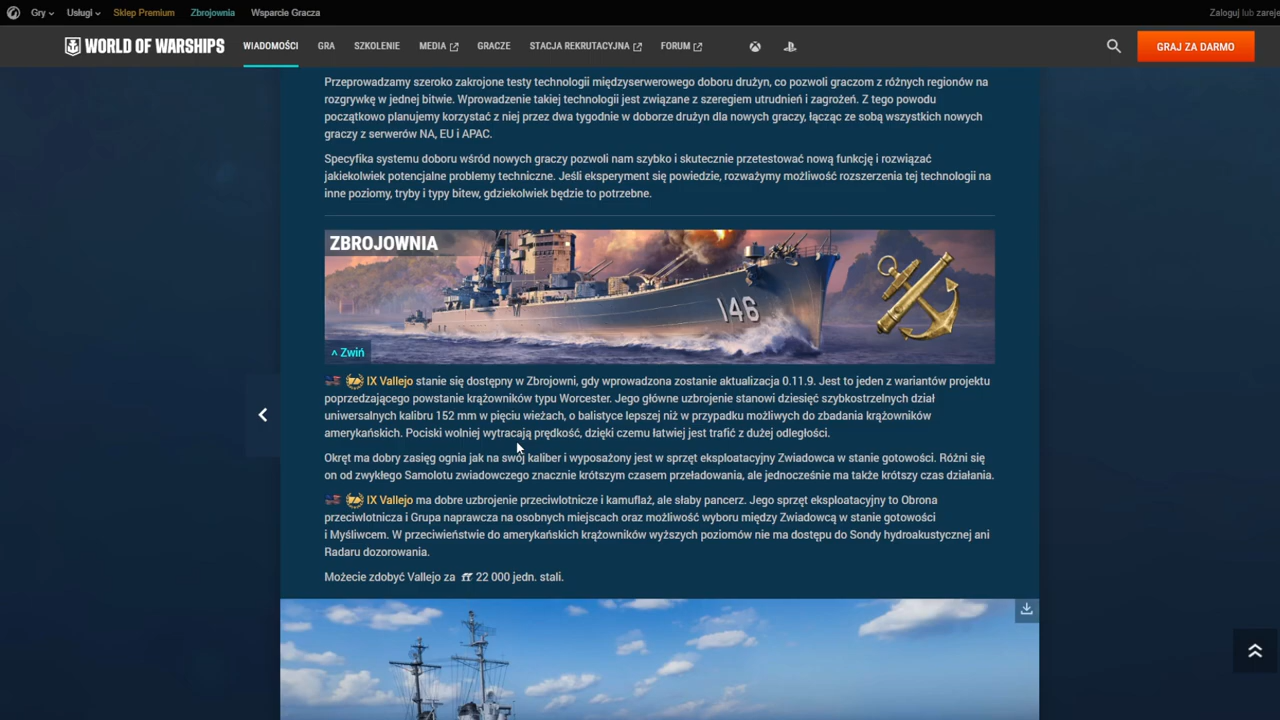 Gry
Usługi
Sklep Premium
Zbrojownia
Wsparcie Gracza
Zaloguj lub zareje
WORLD OF WARSHIPS
WIADOMOŚCI
GRA
SZKOLENIE
MEDIA
GRACZE
STACJA REKRUTACYJNA
FORUM
GRAJ ZA DARMO
Przeprowadzamy szeroko zakrojone testy technologii międzyserwerowego doboru drużyn, co pozwoli graczom z różnych regionów na
rozgrywkę w jednej bitwie. Wprowadzenie takiej technologii jest związane z szeregiem utrudnień i zagrożeń. Z tego powodu
początkowo planujemy korzystać z niej przez dwa tygodnie w doborze drużyn dla nowych graczy, łącząc ze sobą wszystkich nowych
graczy z serwerów NA, EU i APAC.
Specyfika systemu doboru wśród nowych graczy pozwoli nam szybko i skutecznie przetestować nową funkcję i rozwiązać
jakiekolwiek potencjalne problemy techniczne. Jeśli eksperyment się powiedzie, rozważymy możliwość rozszerzenia tej technologii na
inne poziomy, tryby i typy bitew, gdziekolwiek będzie to potrzebne.
ZBROJOWNIA
146
^ Zwiń
IX Vallejo stanie się dostępny w Zbrojowni, gdy wprowadzona zostanie aktualizacja 0.11.9. Jest to jeden z wariantów projektu
poprzedzającego powstanie krążowników typu Worcester. Jego główne uzbrojenie stanowi dziesięć szybkostrzelnych dział
uniwersalnych kalibru 152 mm w pięciu wieżach, o balistyce lepszej niż w przypadku możliwych do zbadania krążowników
amerykańskich. Pociski wolniej wytracają prędkość, dzięki czemu łatwiej jest trafić z dużej odległości.
Okręt ma dobry zasięg ognia jak na swój kaliber i wyposażony jest w sprzęt eksploatacyjny Zwiadowca w stanie gotowości. Różni się
on od zwykłego Samolotu zwiadowczego znacznie krótszym czasem przeładowania, ale jednocześnie ma także krótszy czas działania.
IX Vallejo ma dobre uzbrojenie przeciwlotnicze i kamuflaż, ale słaby pancerz. Jego sprzęt eksploatacyjny to Obrona
przeciwlotnicza i Grupa naprawcza na osobnych miejscach oraz możliwość wyboru między Zwiadowcą w stanie gotowości
i Myśliwcem. W przeciwieństwie do amerykańskich krążowników wyższych poziomów nie ma dostępu do Sondy hydroakustycznej ani
Radaru dozorowania.
Możecie zdobyć Vallejo za 22 000 jedn. stali.